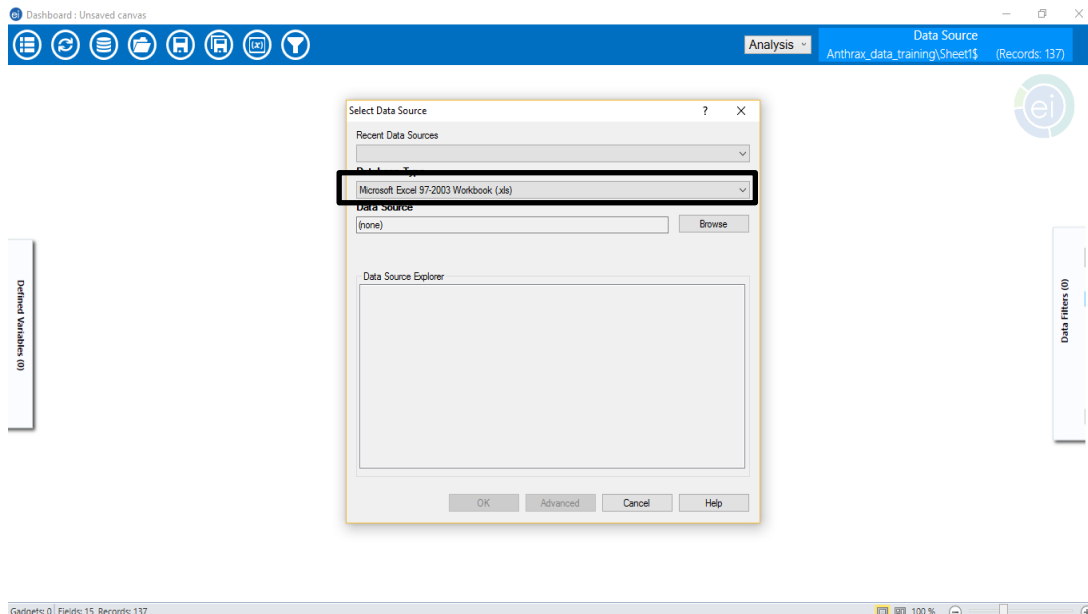 Dashboard : Unsaved canvas
Analysis
Data Source
Anthrax_data_training\Sheet1$ (Records: 137)
ei
Select Data Source
?
Recent Data Sources
Microsoft Excel 97-2003 Workbook (.xls)
Data Source
(none)
Browse
Data Source Explorer
OK
Advanced
Cancel
Help
Defined Variables (0)
Data Filters (0)
Gadgets: 0 Fields: 15 Records: 137
100 %